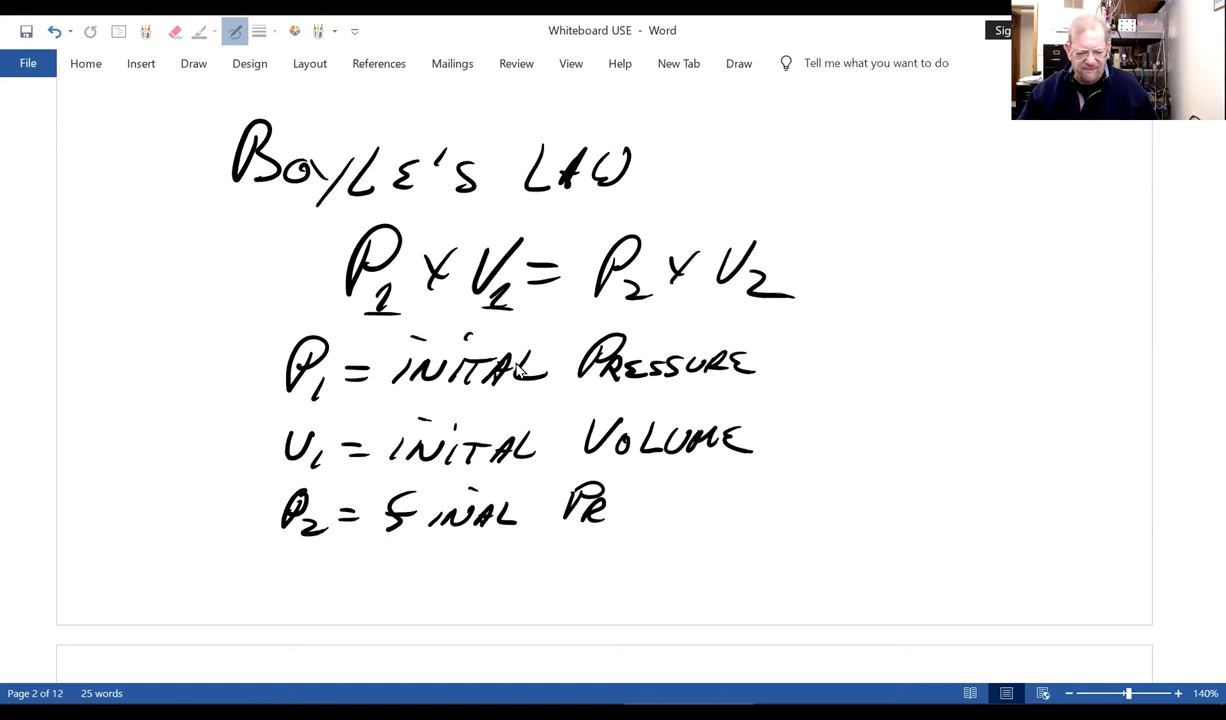 Whiteboard USE - Word
File Home Insert Draw Design Layout References Mailings Review View Help New Tab Draw Tell me what you want to do
BOYLE'S LAW
P1 x V1 = P2 x V2
P1 = INITAL PRESSURE
V1 = INITAL VOLUME
P2 = FINAL PR
Page 2 of 12 25 words 140%